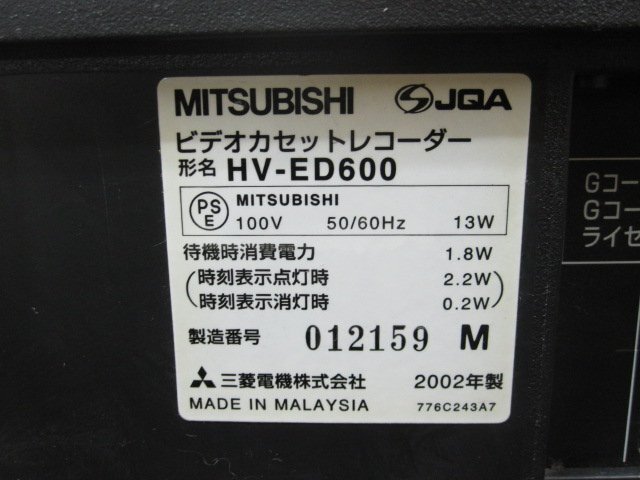 MITSUBISHI JQA
ビデオカセットレコーダー
形名 HV-ED600
PSE MITSUBISHI
100V 50/60Hz 13W
待機時消費電力 1.8W
(時刻表示点灯時 2.2W
時刻表示消灯時 0.2W)
製造番号 012159 M
三菱電機株式会社 2002年製
MADE IN MALAYSIA 776C243A7
Gコー
Gコー
ライセ